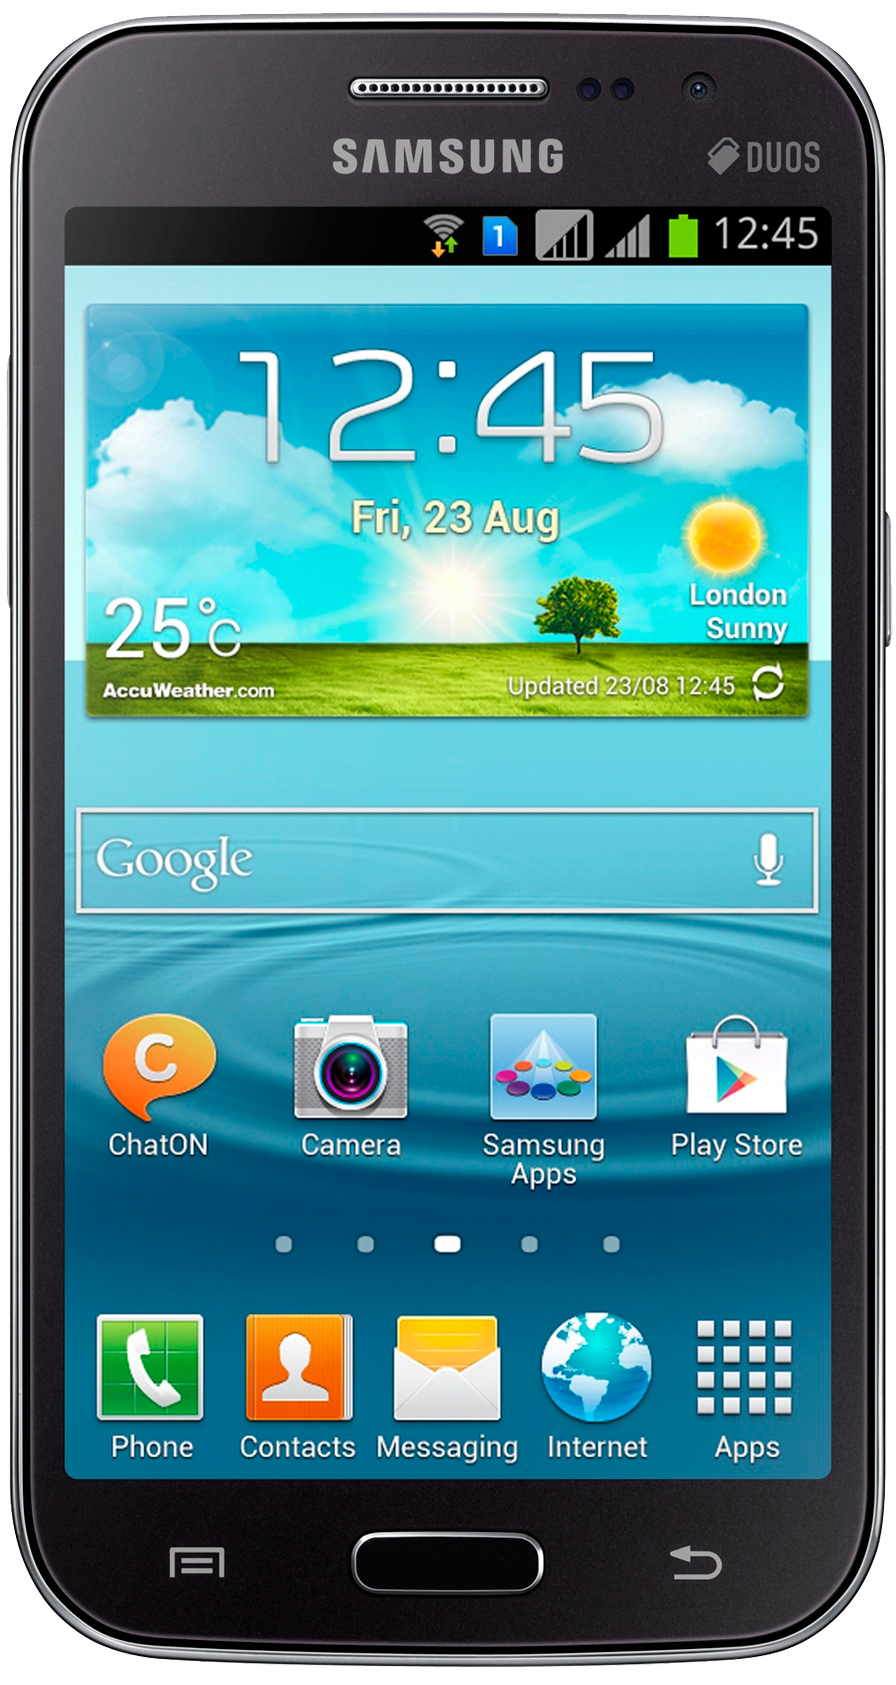 SAMSUNG
DUOS
1
12:45
12:45
Fri, 23 Aug
25°C
London
Sunny
AccuWeather.com
Updated 23/08 12:45
Google
C
ChatON
Camera
Samsung
Apps
Play Store
Phone
Contacts
Messaging
Internet
Apps